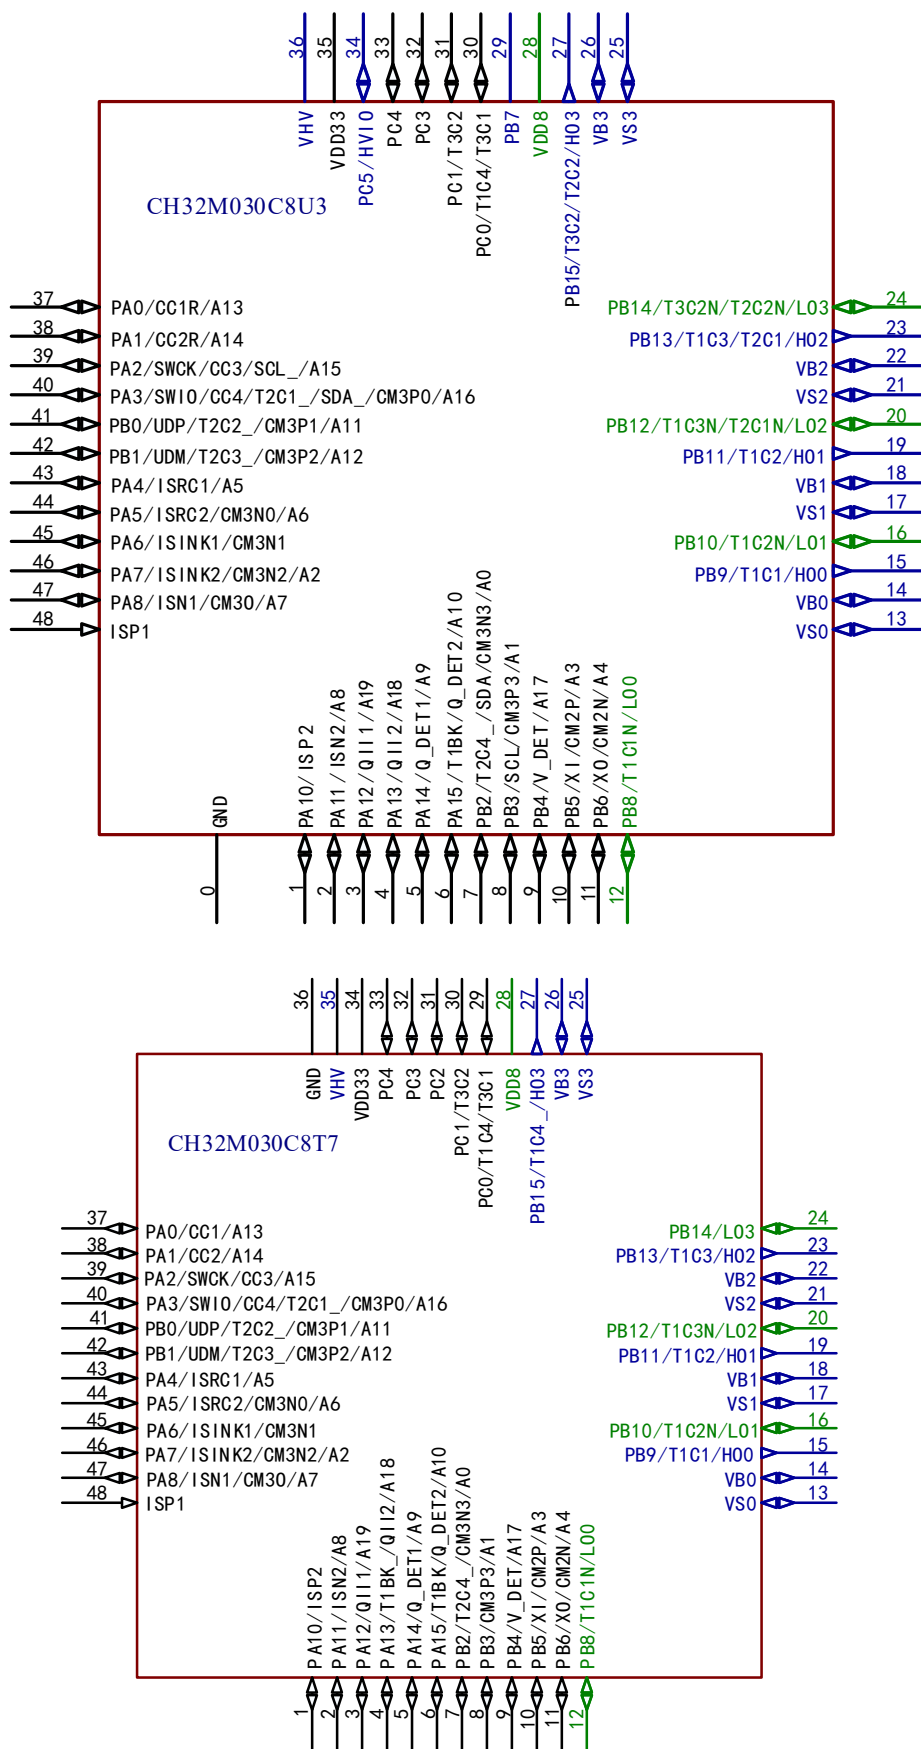 36 35 34 33 32 31 30 29 28 27 26 25
VHV
VDD33
PC5/HVIO
PC4
PC3
PC1/T3C2
PC0/T1C4/T3C1
PB7
VDD8
PB15/T3C2/T2C2/HO3
VB3
VS3
CH32M030C8U3
37 PA0/CC1R/A13
38 PA1/CC2R/A14
39 PA2/SWCK/CC3/SCL_/A15
40 PA3/SWIO/CC4/T2C1_/SDA_/CM3P0/A16
41 PB0/UDP/T2C2_/CM3P1/A11
42 PB1/UDM/T2C3_/CM3P2/A12
43 PA4/ISRC1/A5
44 PA5/ISRC2/CM3N0/A6
45 PA6/ISINK1/CM3N1
46 PA7/ISINK2/CM3N2/A2
47 PA8/ISN1/CM3O/A7
48 ISP1
PB14/T3C2N/T2C2N/LO3 24
PB13/T1C3/T2C1/HO2 23
VB2 22
VS2 21
PB12/T1C3N/T2C1N/LO2 20
PB11/T1C2/HO1 19
VB1 18
VS1 17
PB10/T1C2N/LO1 16
PB9/T1C1/HO0 15
VB0 14
VS0 13
GND
PA10/ISP2
PA11/ISN2/A8
PA12/QII1/A19
PA13/QII2/A18
PA14/Q_DET1/A9
PA15/T1BK/Q_DET2/A10
PB2/T2C4_/SDA/CM3N3/A0
PB3/SCL/CM3P3/A1
PB4/V_DET/A17
PB5/XI/CM2P/A3
PB6/XO/CM2N/A4
PB8/T1C1N/LO0
0 1 2 3 4 5 6 7 8 9 10 11 12
36 35 34 33 32 31 30 29 28 27 26 25
GND
VHV
VDD33
PC4
PC3
PC2
PC1/T3C2
PC0/T1C4/T3C1
VDD8
PB15/T1C4_/HO3
VB3
VS3
CH32M030C8T7
37 PA0/CC1/A13
38 PA1/CC2/A14
39 PA2/SWCK/CC3/A15
40 PA3/SWIO/CC4/T2C1_/CM3P0/A16
41 PB0/UDP/T2C2_/CM3P1/A11
42 PB1/UDM/T2C3_/CM3P2/A12
43 PA4/ISRC1/A5
44 PA5/ISRC2/CM3N0/A6
45 PA6/ISINK1/CM3N1
46 PA7/ISINK2/CM3N2/A2
47 PA8/ISN1/CM3O/A7
48 ISP1
PB14/LO3 24
PB13/T1C3/HO2 23
VB2 22
VS2 21
PB12/T1C3N/LO2 20
PB11/T1C2/HO1 19
VB1 18
VS1 17
PB10/T1C2N/LO1 16
PB9/T1C1/HO0 15
VB0 14
VS0 13
PA10/ISP2
PA11/ISN2/A8
PA12/QII1/A19
PA13/T1BK_/QII2/A18
PA14/Q_DET1/A9
PA15/T1BK/Q_DET2/A10
PB2/T2C4_/CM3N3/A0
PB3/CM3P3/A1
PB4/V_DET/A17
PB5/XI/CM2P/A3
PB6/XO/CM2N/A4
PB8/T1C1N/LO0
1 2 3 4 5 6 7 8 9 10 11 12